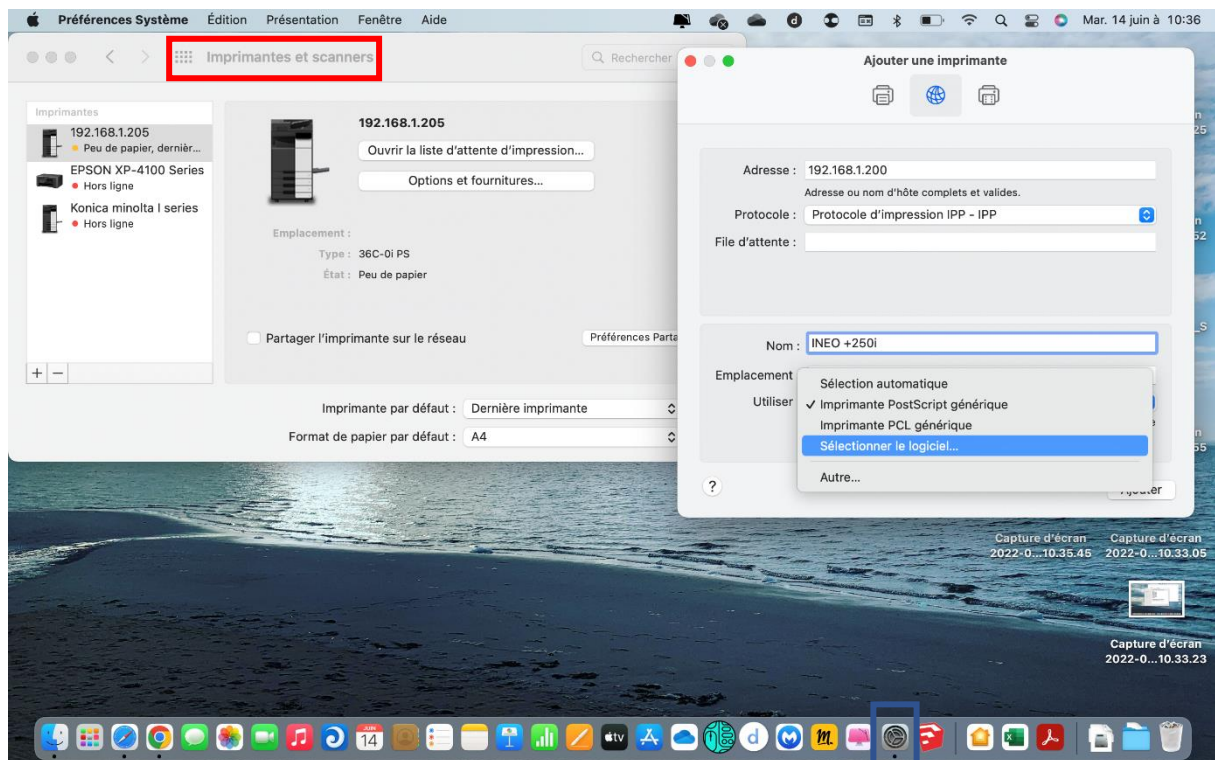 Préférences Système Édition Présentation Fenêtre Aide
Mar. 14 juin à 10:36
Imprimantes et scanners
Rechercher
Imprimantes
192.168.1.205
Peu de papier, dernièr...
EPSON XP-4100 Series
Hors ligne
Konica minolta I series
Hors ligne
+ −
192.168.1.205
Ouvrir la liste d'attente d'impression...
Options et fournitures...
Emplacement :
Type : 36C-0i PS
État : Peu de papier
Partager l'imprimante sur le réseau
Préférences Parta
Imprimante par défaut : Dernière imprimante
Format de papier par défaut : A4
Ajouter une imprimante
Adresse : 192.168.1.200
Adresse ou nom d'hôte complets et valides.
Protocole : Protocole d'impression IPP - IPP
File d'attente :
Nom : INEO +250i
Emplacement
Utiliser
Sélection automatique
✓ Imprimante PostScript générique
Imprimante PCL générique
Sélectionner le logiciel...
Autre...
?
Ajouter
n
25
n
52
_S
n
55
Capture d'écran
2022-0...10.35.45
Capture d'écran
2022-0...10.33.05
Capture d'écran
2022-0...10.33.23
JUN
14
tv
d